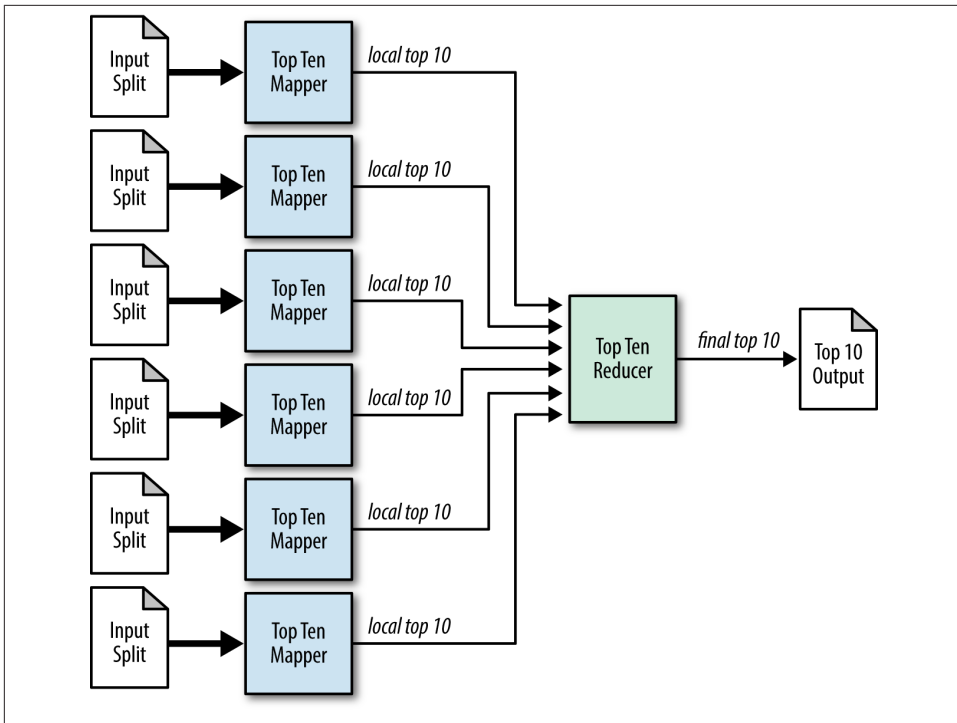 Input
Split
Top Ten
Mapper
local top 10
Input
Split
Top Ten
Mapper
local top 10
Input
Split
Top Ten
Mapper
local top 10
Input
Split
Top Ten
Mapper
local top 10
Input
Split
Top Ten
Mapper
local top 10
Input
Split
Top Ten
Mapper
local top 10
Top Ten
Reducer
final top 10
Top 10
Output